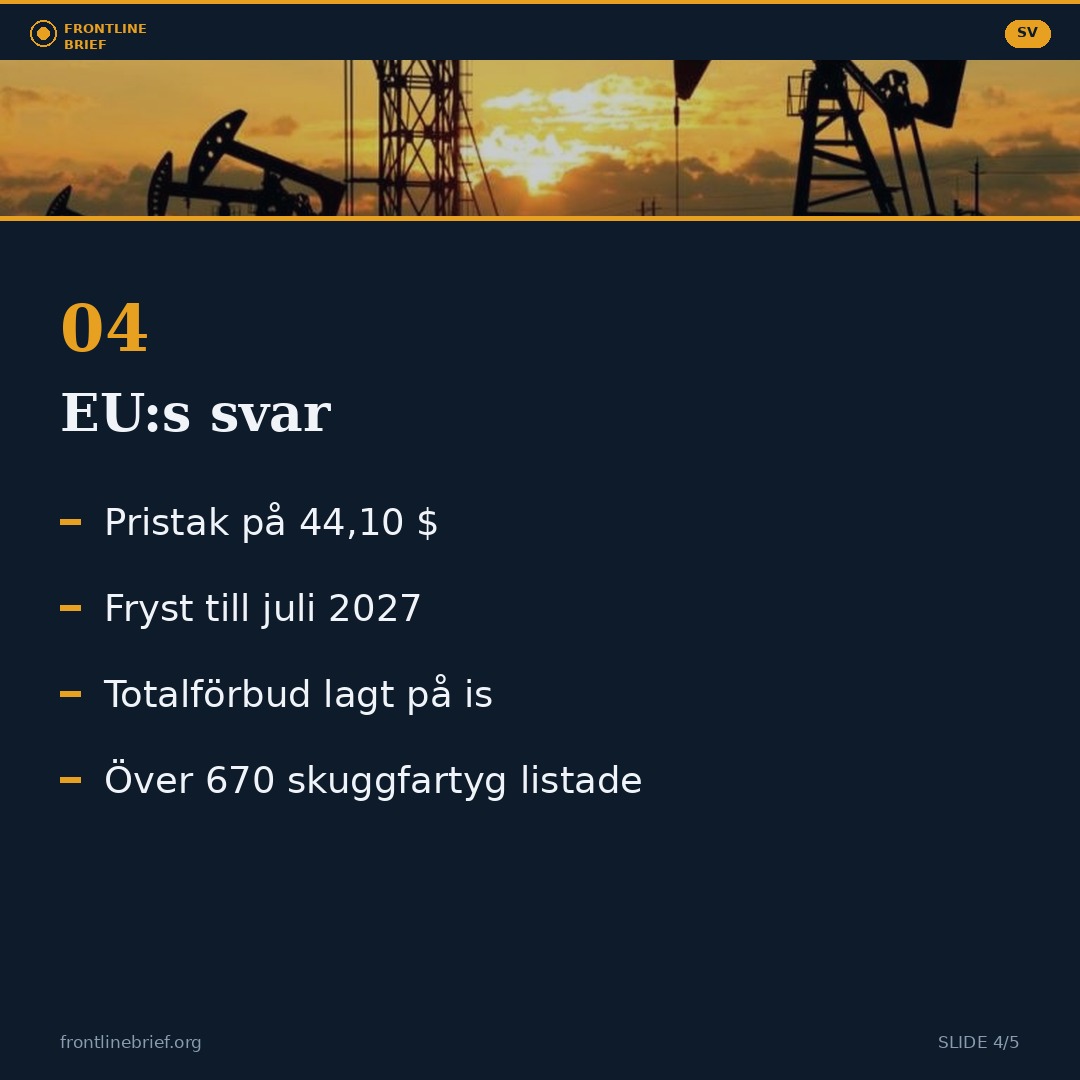 FRONTLINE
BRIEF
SV
04
EU:s svar
Pristak på 44,10 $
Fryst till juli 2027
Totalförbud lagt på is
Över 670 skuggfartyg listade
frontlinebrief.org
SLIDE 4/5